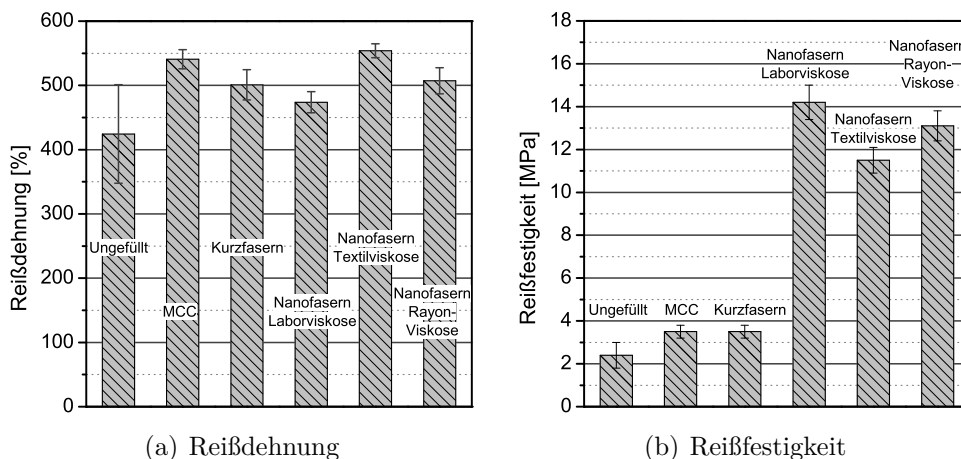 600
500
400
300
200
100
0
Reißdehnung [%]
Ungefüllt
MCC
Kurzfasern
Nanofasern
Laborviskose
Nanofasern
Textilviskose
Nanofasern
Rayon-
Viskose
(a) Reißdehnung
18
16
14
12
10
8
6
4
2
0
Reißfestigkeit [MPa]
Ungefüllt
MCC
Kurzfasern
Nanofasern
Laborviskose
Nanofasern
Textilviskose
Nanofasern
Rayon-
Viskose
(b) Reißfestigkeit